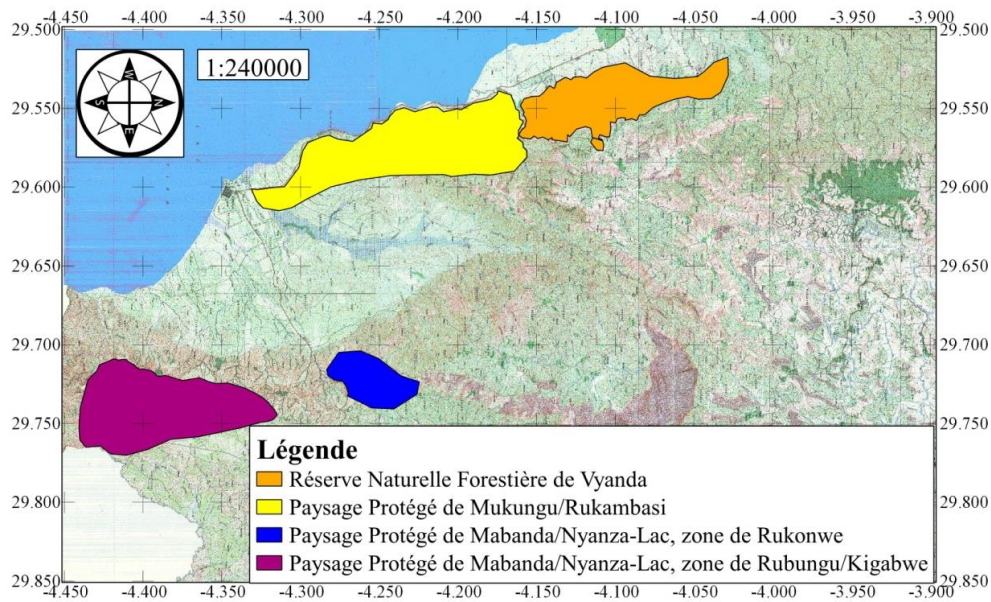 -4.450 -4.400 -4.350 -4.300 -4.250 -4.200 -4.150 -4.100 -4.050 -4.000 -3.950 -3.900
29.500 29.500
W
N
E
S
1:240000
29.550 29.550
29.600 29.600
29.650 29.650
29.700 29.700
29.750 29.750
Légende
Réserve Naturelle Forestière de Vyanda
Paysage Protégé de Mukungu/Rukambasi
29.800 29.800
Paysage Protégé de Mabanda/Nyanza-Lac, zone de Rukonwe
Paysage Protégé de Mabanda/Nyanza-Lac, zone de Rubungu/Kigabwe
29.850 29.850
-4.450 -4.400 -4.350 -4.300 -4.250 -4.200 -4.150 -4.100 -4.050 -4.000 -3.950 -3.900